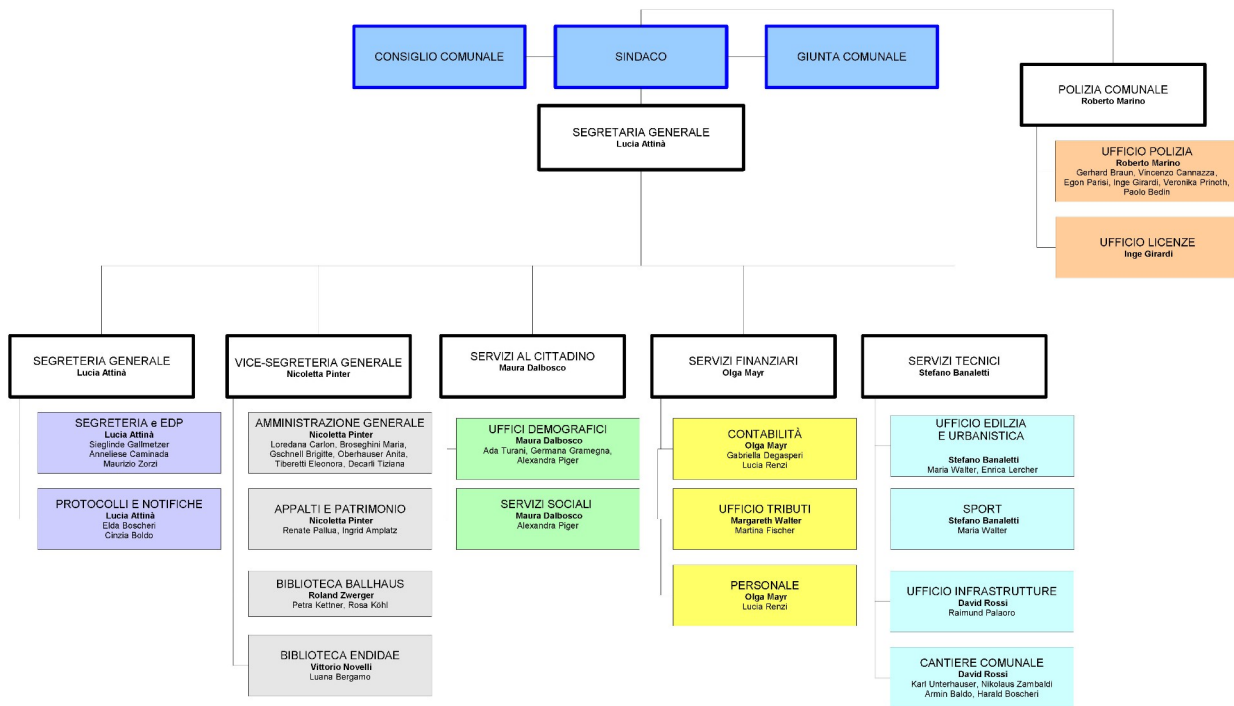 CONSIGLIO COMUNALE
SINDACO
GIUNTA COMUNALE
POLIZIA COMUNALE
Roberto Marino
SEGRETARIA GENERALE
Lucia Attinà
UFFICIO POLIZIA
Roberto Marino
Gerhard Braun, Vincenzo Cannazza,
Egon Parisi, Inge Girardi, Veronika Prinoth,
Paolo Bedin
UFFICIO LICENZE
Inge Girardi
SEGRETERIA GENERALE
Lucia Attinà
VICE-SEGRETERIA GENERALE
Nicoletta Pinter
SERVIZI AL CITTADINO
Maura Dalbosco
SERVIZI FINANZIARI
Olga Mayr
SERVIZI TECNICI
Stefano Banaletti
SEGRETERIA e EDP
Lucia Attinà
Sieglinde Gallmetzer
Anneliese Caminada
Maurizio Zorzi
PROTOCOLLI E NOTIFICHE
Lucia Attinà
Elda Boscheri
Cinzia Boldo
AMMINISTRAZIONE GENERALE
Nicoletta Pinter
Loredana Carlon, Broseghini Maria,
Gschnell Brigitte, Oberhauser Anita,
Tiberetti Eleonora, Decarli Tiziana
APPALTI E PATRIMONIO
Nicoletta Pinter
Renate Pallua, Ingrid Amplatz
BIBLIOTECA BALLHAUS
Roland Zwerger
Petra Kettner, Rosa Köhl
BIBLIOTECA ENDIDAE
Vittorio Novelli
Luana Bergamo
UFFICI DEMOGRAFICI
Maura Dalbosco
Ada Turani, Germana Gramegna,
Alexandra Piger
SERVIZI SOCIALI
Maura Dalbosco
Alexandra Piger
CONTABILITÀ
Olga Mayr
Gabriella Degasperi
Lucia Renzi
UFFICIO TRIBUTI
Margareth Walter
Martina Fischer
PERSONALE
Olga Mayr
Lucia Renzi
UFFICIO EDILZIA
E URBANISTICA
Stefano Banaletti
Maria Walter, Enrica Lercher
SPORT
Stefano Banaletti
Maria Walter
UFFICIO INFRASTRUTTURE
David Rossi
Raimund Palaoro
CANTIERE COMUNALE
David Rossi
Karl Unterhauser, Nikolaus Zambaldi
Armin Baldo, Harald Boscheri